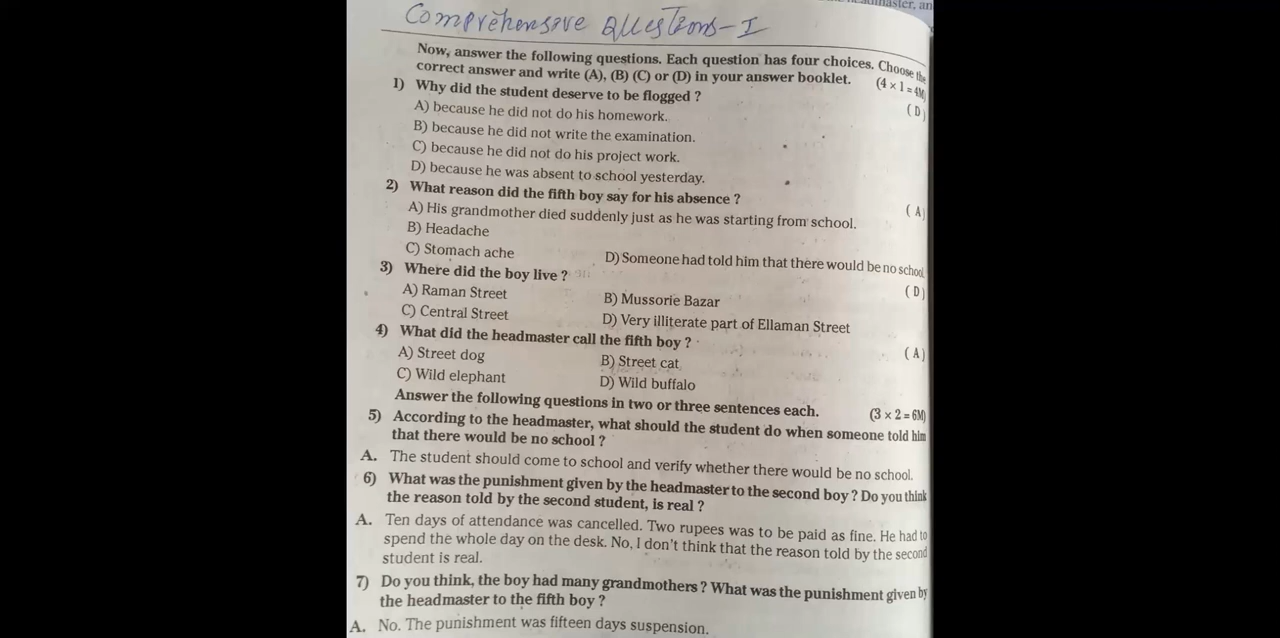 headmaster, an
Comprehensive Questions-I
Now, answer the following questions. Each question has four choices. Choose the
correct answer and write (A), (B) (C) or (D) in your answer booklet. (4 × 1 = 4M)
1) Why did the student deserve to be flogged ? ( D )
A) because he did not do his homework.
B) because he did not write the examination.
C) because he did not do his project work.
D) because he was absent to school yesterday.
2) What reason did the fifth boy say for his absence ? ( A )
A) His grandmother died suddenly just as he was starting from school.
B) Headache
C) Stomach ache D) Someone had told him that there would be no school
3) Where did the boy live ? ( D )
A) Raman Street B) Mussorie Bazar
C) Central Street D) Very illiterate part of Ellaman Street
4) What did the headmaster call the fifth boy ? ( A )
A) Street dog B) Street cat
C) Wild elephant D) Wild buffalo
Answer the following questions in two or three sentences each. (3 × 2 = 6M)
5) According to the headmaster, what should the student do when someone told him
that there would be no school ?
A. The student should come to school and verify whether there would be no school.
6) What was the punishment given by the headmaster to the second boy ? Do you think
the reason told by the second student, is real ?
A. Ten days of attendance was cancelled. Two rupees was to be paid as fine. He had to
spend the whole day on the desk. No, I don't think that the reason told by the second
student is real.
7) Do you think, the boy had many grandmothers ? What was the punishment given by
the headmaster to the fifth boy ?
A. No. The punishment was fifteen days suspension.